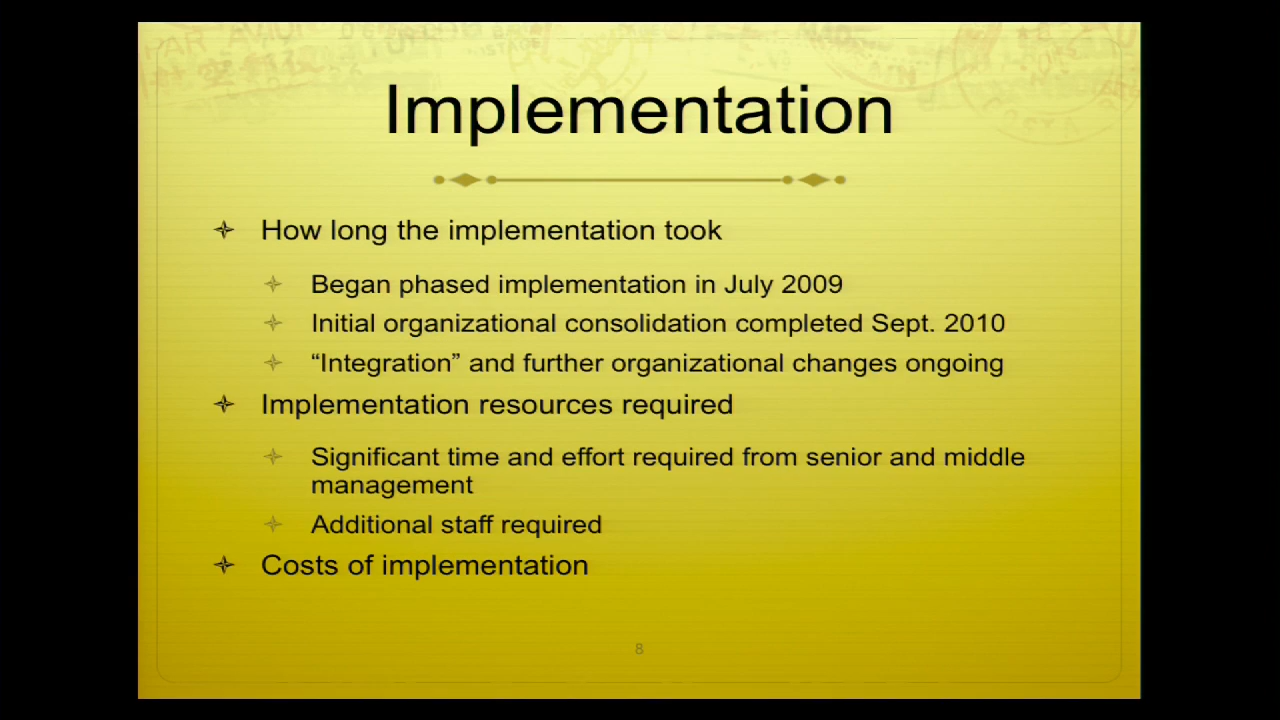 Implementation
How long the implementation took
Began phased implementation in July 2009
Initial organizational consolidation completed Sept. 2010
“Integration” and further organizational changes ongoing
Implementation resources required
Significant time and effort required from senior and middle
management
Additional staff required
Costs of implementation
8